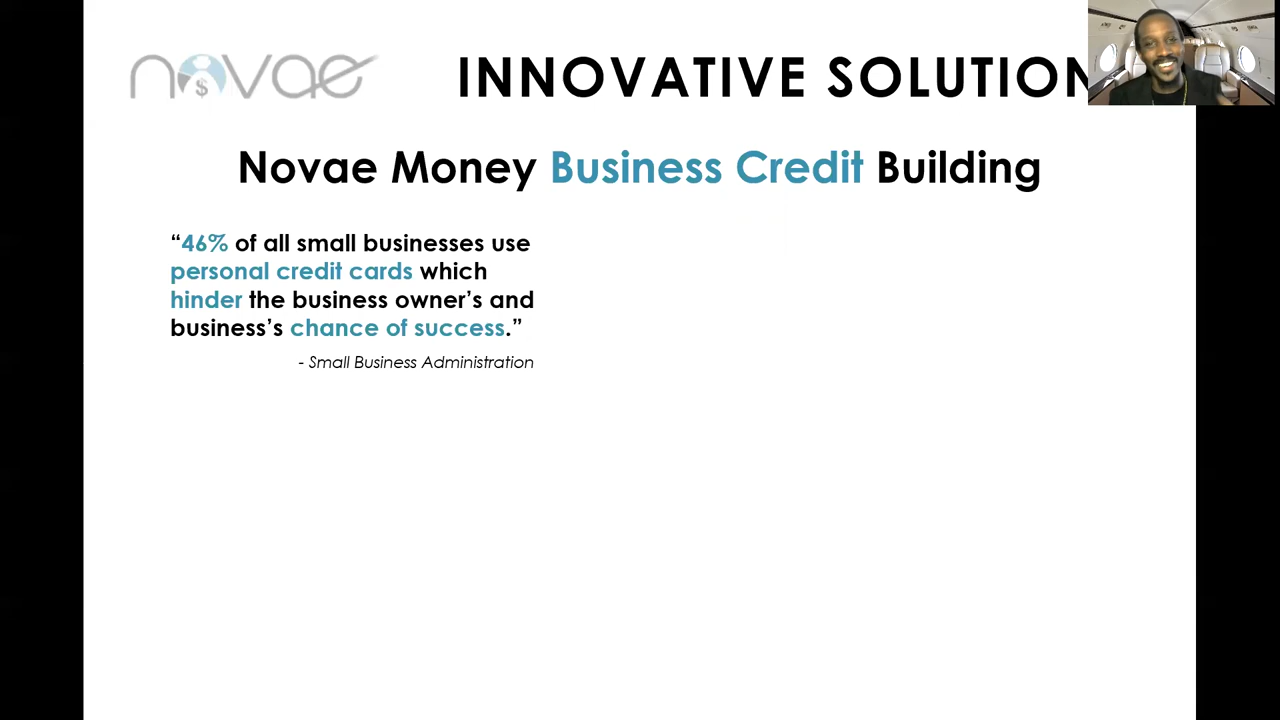 novae
INNOVATIVE SOLUTION
Novae Money Business Credit Building
“46% of all small businesses use
personal credit cards which
hinder the business owner’s and
business’s chance of success.”
- Small Business Administration